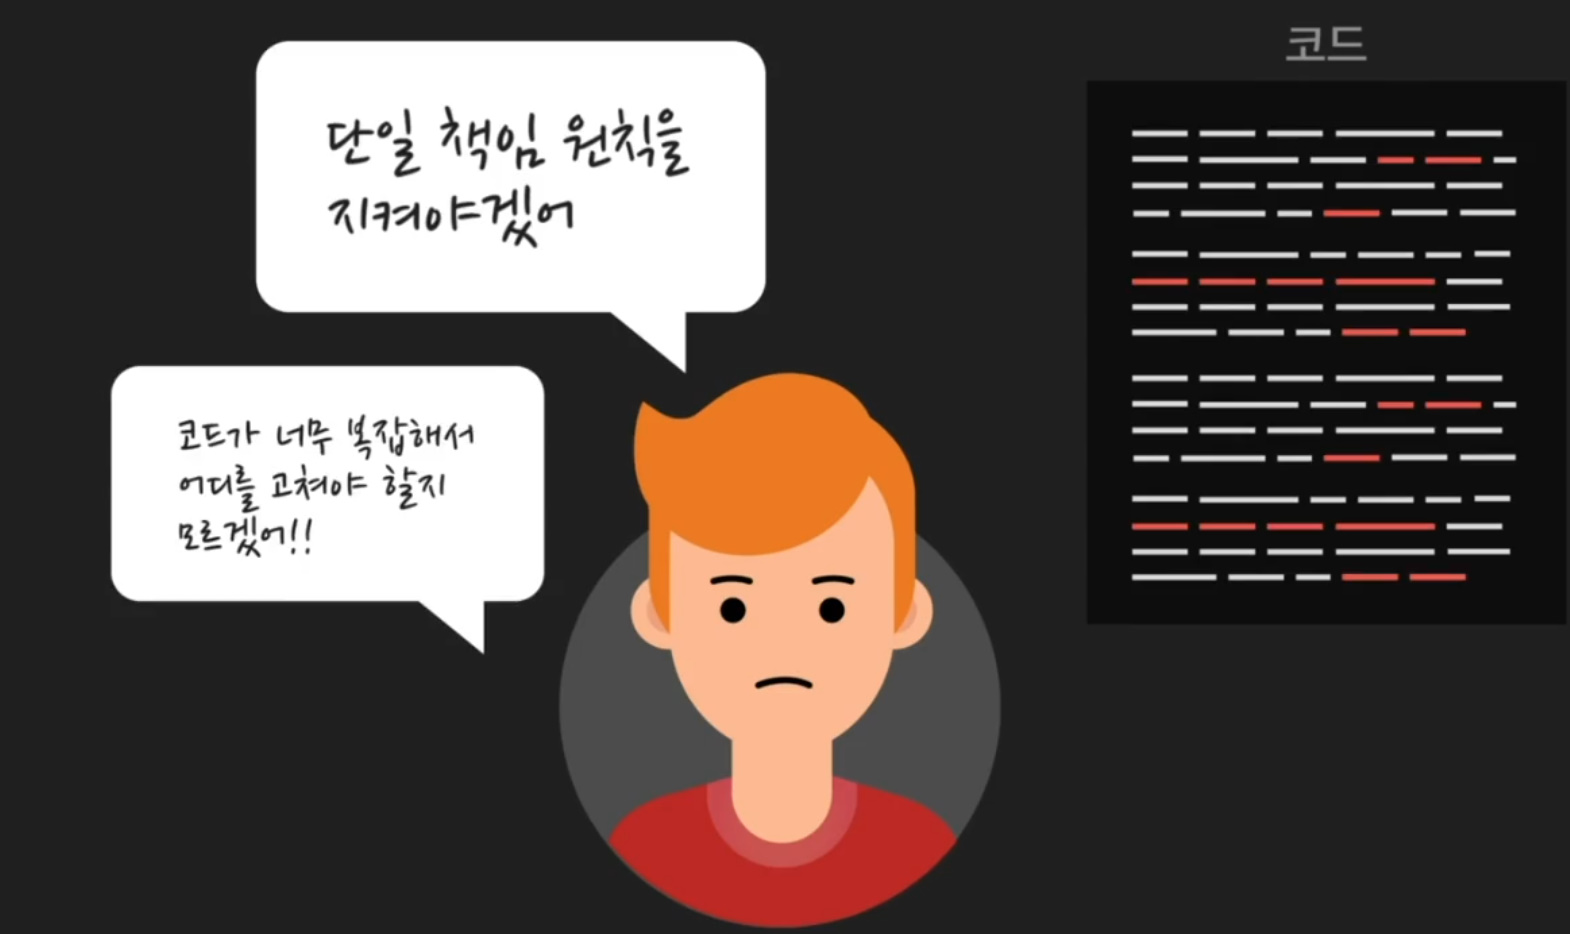 코드
단일 책임 원칙을
지켜야겠어
코드가 너무 복잡해서
어디를 고쳐야 할지
모르겠어!!